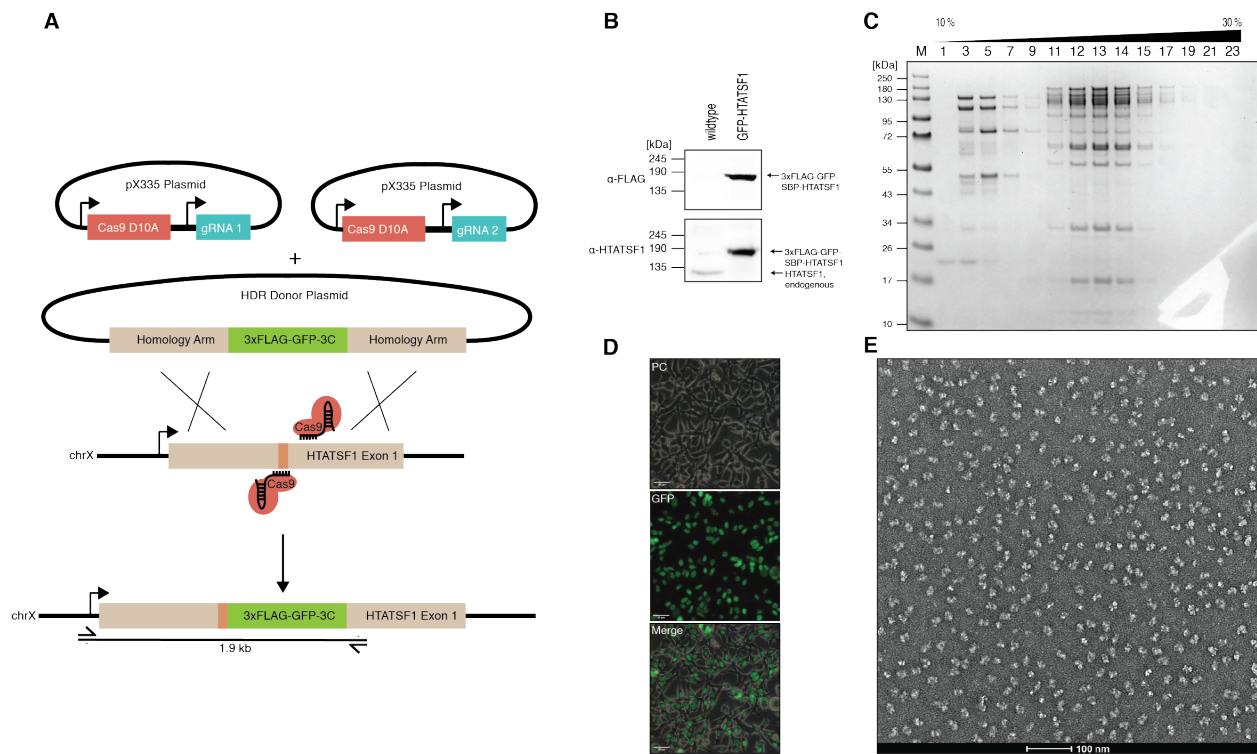 A
pX335 Plasmid
Cas9 D10A
gRNA 1
pX335 Plasmid
Cas9 D10A
gRNA 2
+
HDR Donor Plasmid
Homology Arm
3xFLAG-GFP-3C
Homology Arm
Cas9
chrX
HTATSF1 Exon 1
Cas9
chrX
3xFLAG-GFP-3C
HTATSF1 Exon 1
1.9 kb
B
wildtype
GFP-HTATSF1
[kDa]
245
190
135
α-FLAG
3xFLAG-GFP-
SBP-HTATSF1
245
190
135
α-HTATSF1
3xFLAG-GFP-
SBP-HTATSF1
HTATSF1,
endogenous
C
10 %
30 %
M 1 3 5 7 9 11 12 13 14 15 17 19 21 23
[kDa]
250
180
130
95
72
55
43
34
26
17
10
D
PC
GFP
Merge
E
100 nm